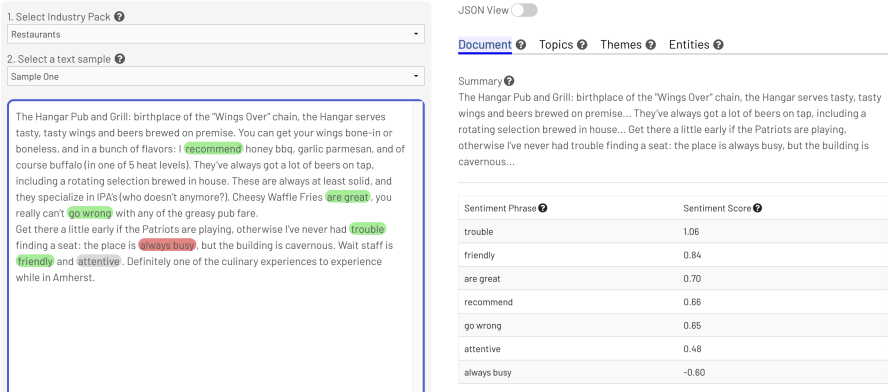 1. Select Industry Pack ?
Restaurants
2. Select a text sample ?
Sample One
The Hangar Pub and Grill: birthplace of the "Wings Over" chain, the Hangar serves
tasty, tasty wings and beers brewed on premise. You can get your wings bone-in or
boneless, and in a bunch of flavors: I recommend honey bbq, garlic parmesan, and of
course buffalo (in one of 5 heat levels). They've always got a lot of beers on tap,
including a rotating selection brewed in house. These are always at least solid, and
they specialize in IPA's (who doesn't anymore?). Cheesy Waffle Fries are great, you
really can't go wrong with any of the greasy pub fare.
Get there a little early if the Patriots are playing, otherwise I've never had trouble
finding a seat: the place is always busy, but the building is cavernous. Wait staff is
friendly and attentive. Definitely one of the culinary experiences to experience
while in Amherst.
JSON View
Document ? Topics ? Themes ? Entities ?
Summary ?
The Hangar Pub and Grill: birthplace of the "Wings Over" chain, the Hangar serves tasty, tasty
wings and beers brewed on premise... They've always got a lot of beers on tap, including a
rotating selection brewed in house... Get there a little early if the Patriots are playing,
otherwise I've never had trouble finding a seat: the place is always busy, but the building is
cavernous...
Sentiment Phrase ? Sentiment Score ?
trouble 1.06
friendly 0.84
are great 0.70
recommend 0.66
go wrong 0.65
attentive 0.48
always busy -0.60